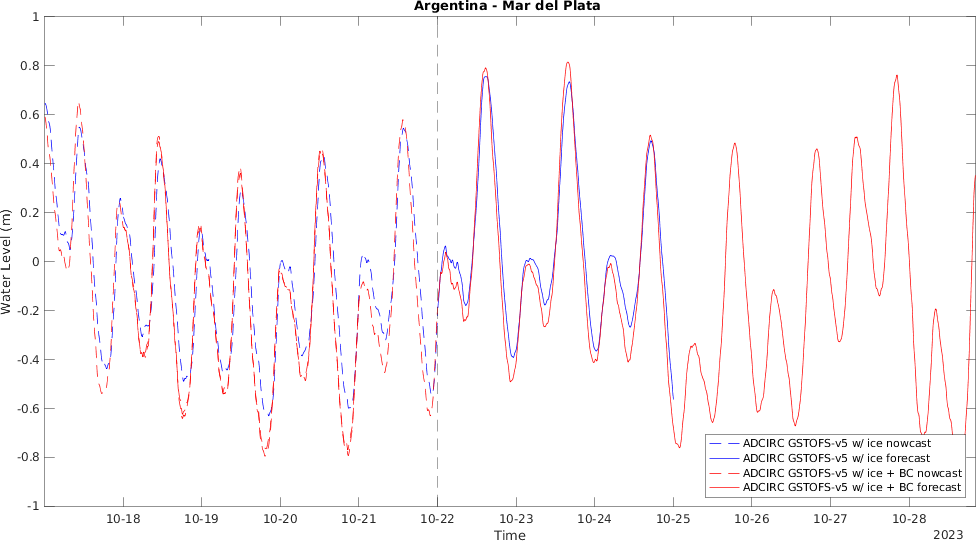 Argentina - Mar del Plata
1
0.8
0.6
0.4
0.2
0
-0.2
-0.4
-0.6
-0.8
-1
Water Level (m)
10-18 10-19 10-20 10-21 10-22 10-23 10-24 10-25 10-26 10-27 10-28
Time
2023
ADCIRC GSTOFS-v5 w/ ice nowcast
ADCIRC GSTOFS-v5 w/ ice forecast
ADCIRC GSTOFS-v5 w/ ice + BC nowcast
ADCIRC GSTOFS-v5 w/ ice + BC forecast